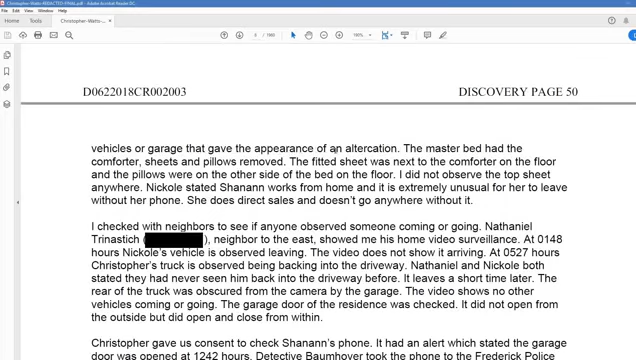 Christopher-Watts-REDACTED-FINAL.pdf - Adobe Acrobat Reader DC
File Edit View Window Help
Home Tools Christopher-Watts-... ×
D0622018CR002003 DISCOVERY PAGE 50
vehicles or garage that gave the appearance of an altercation. The master bed had the
comforter, sheets and pillows removed. The fitted sheet was next to the comforter on the floor
and the pillows were on the other side of the bed on the floor. I did not observe the top sheet
anywhere. Nickole stated Shanann works from home and it is extremely unusual for her to leave
without her phone. She does direct sales and doesn't go anywhere without it.
I checked with neighbors to see if anyone observed someone coming or going. Nathaniel
Trinastich ( ), neighbor to the east, showed me his home video surveillance. At 0148
hours Nickole's vehicle is observed leaving. The video does not show it arriving. At 0527 hours
Christopher's truck is observed being backing into the driveway. Nathaniel and Nickole both
stated they had never seen him back into the driveway before. It leaves a short time later. The
rear of the truck was obscured from the camera by the garage. The video shows no other
vehicles coming or going. The garage door of the residence was checked. It did not open from
the outside but did open and close from within.
Christopher gave us consent to check Shanann's phone. It had an alert which stated the garage
door was opened at 1242 hours. Detective Baumhover took the phone to the Frederick Police